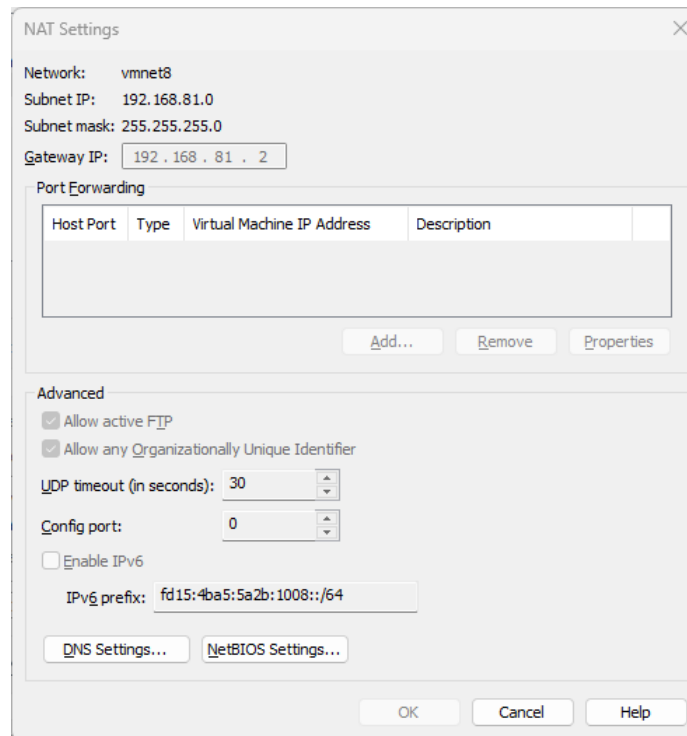 NAT Settings
Network: vmnet8
Subnet IP: 192.168.81.0
Subnet mask: 255.255.255.0
Gateway IP: 192 . 168 . 81 . 2
Port Forwarding
Host Port Type Virtual Machine IP Address Description
Add... Remove Properties
Advanced
Allow active FTP
Allow any Organizationally Unique Identifier
UDP timeout (in seconds): 30
Config port: 0
Enable IPv6
IPv6 prefix: fd15:4ba5:5a2b:1008::/64
DNS Settings... NetBIOS Settings...
OK Cancel Help